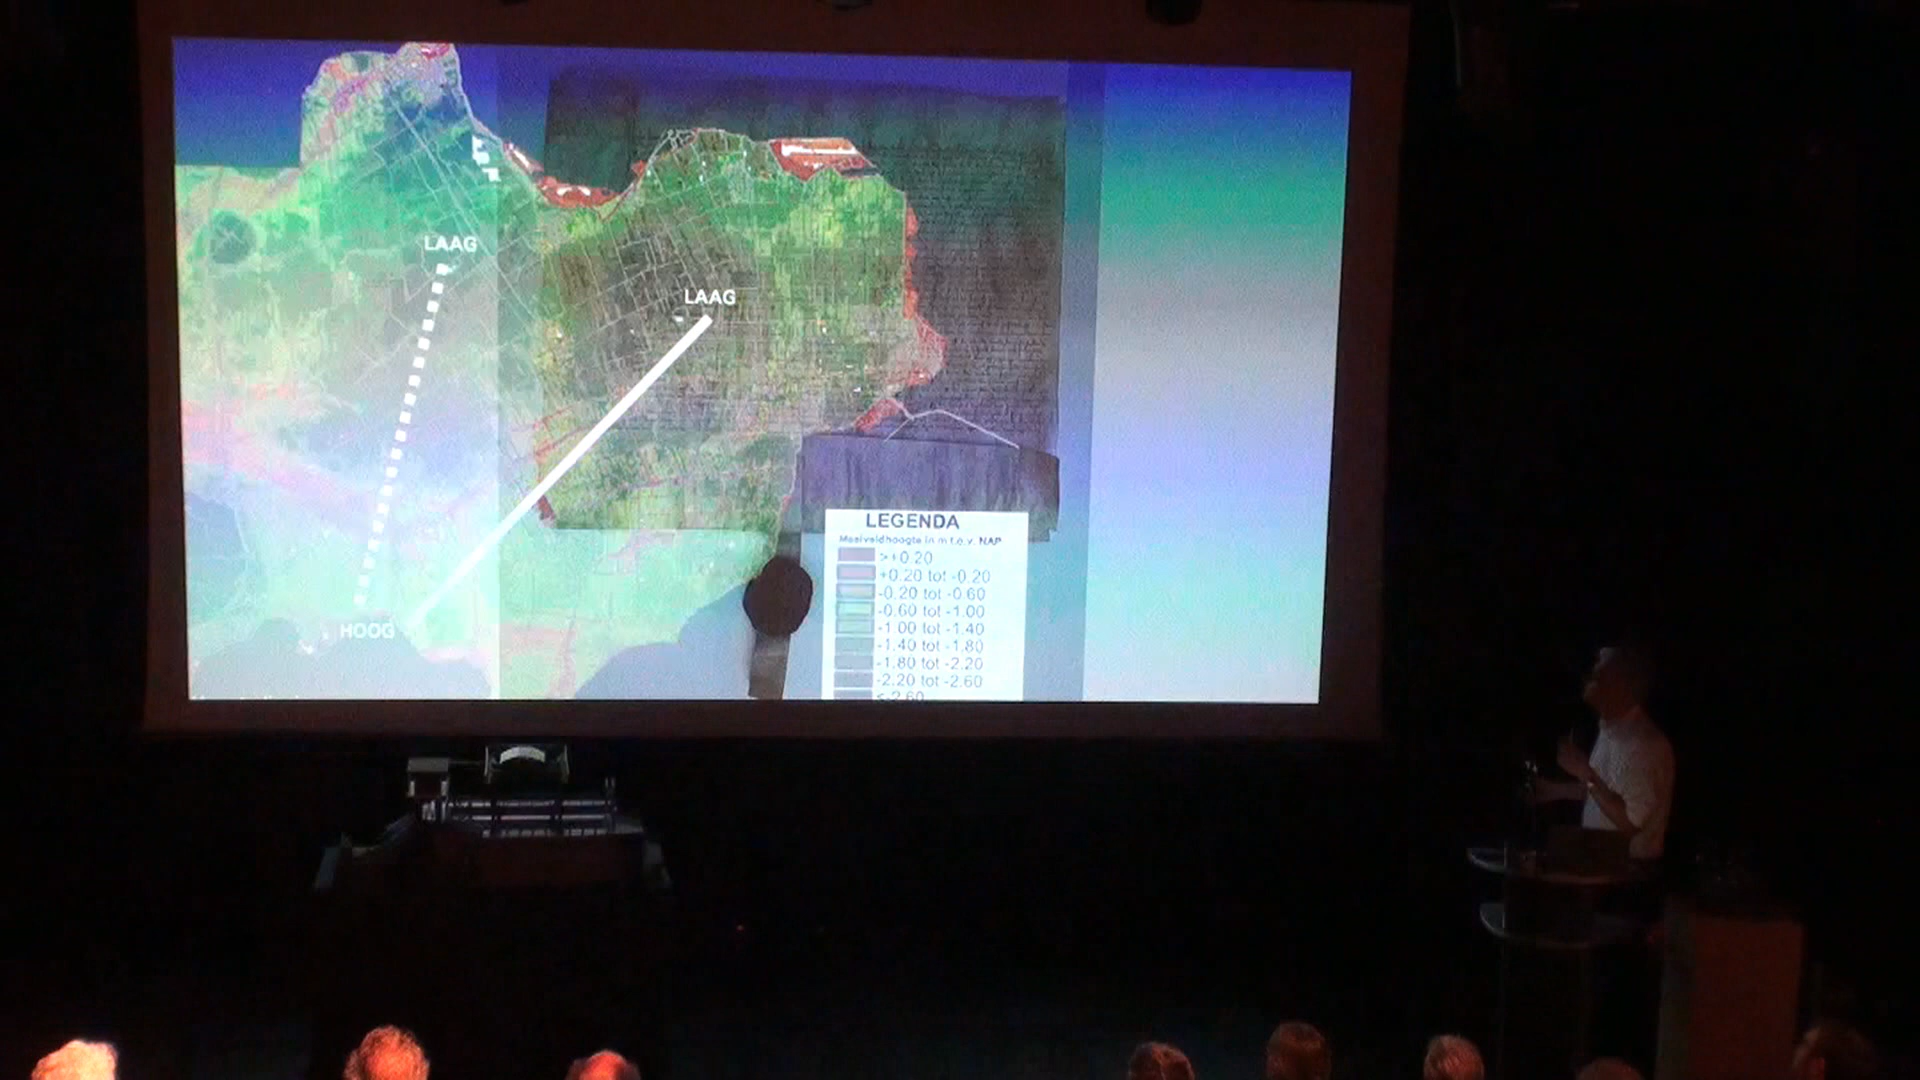 LAAG
LAAG
HOOG
LEGENDA
Maaiveldhoogte in m t.o.v. NAP
>+0.20
+0.20 tot -0.20
-0.20 tot -0.60
-0.60 tot -1.00
-1.00 tot -1.40
-1.40 tot -1.80
-1.80 tot -2.20
-2.20 tot -2.60
<-2.60